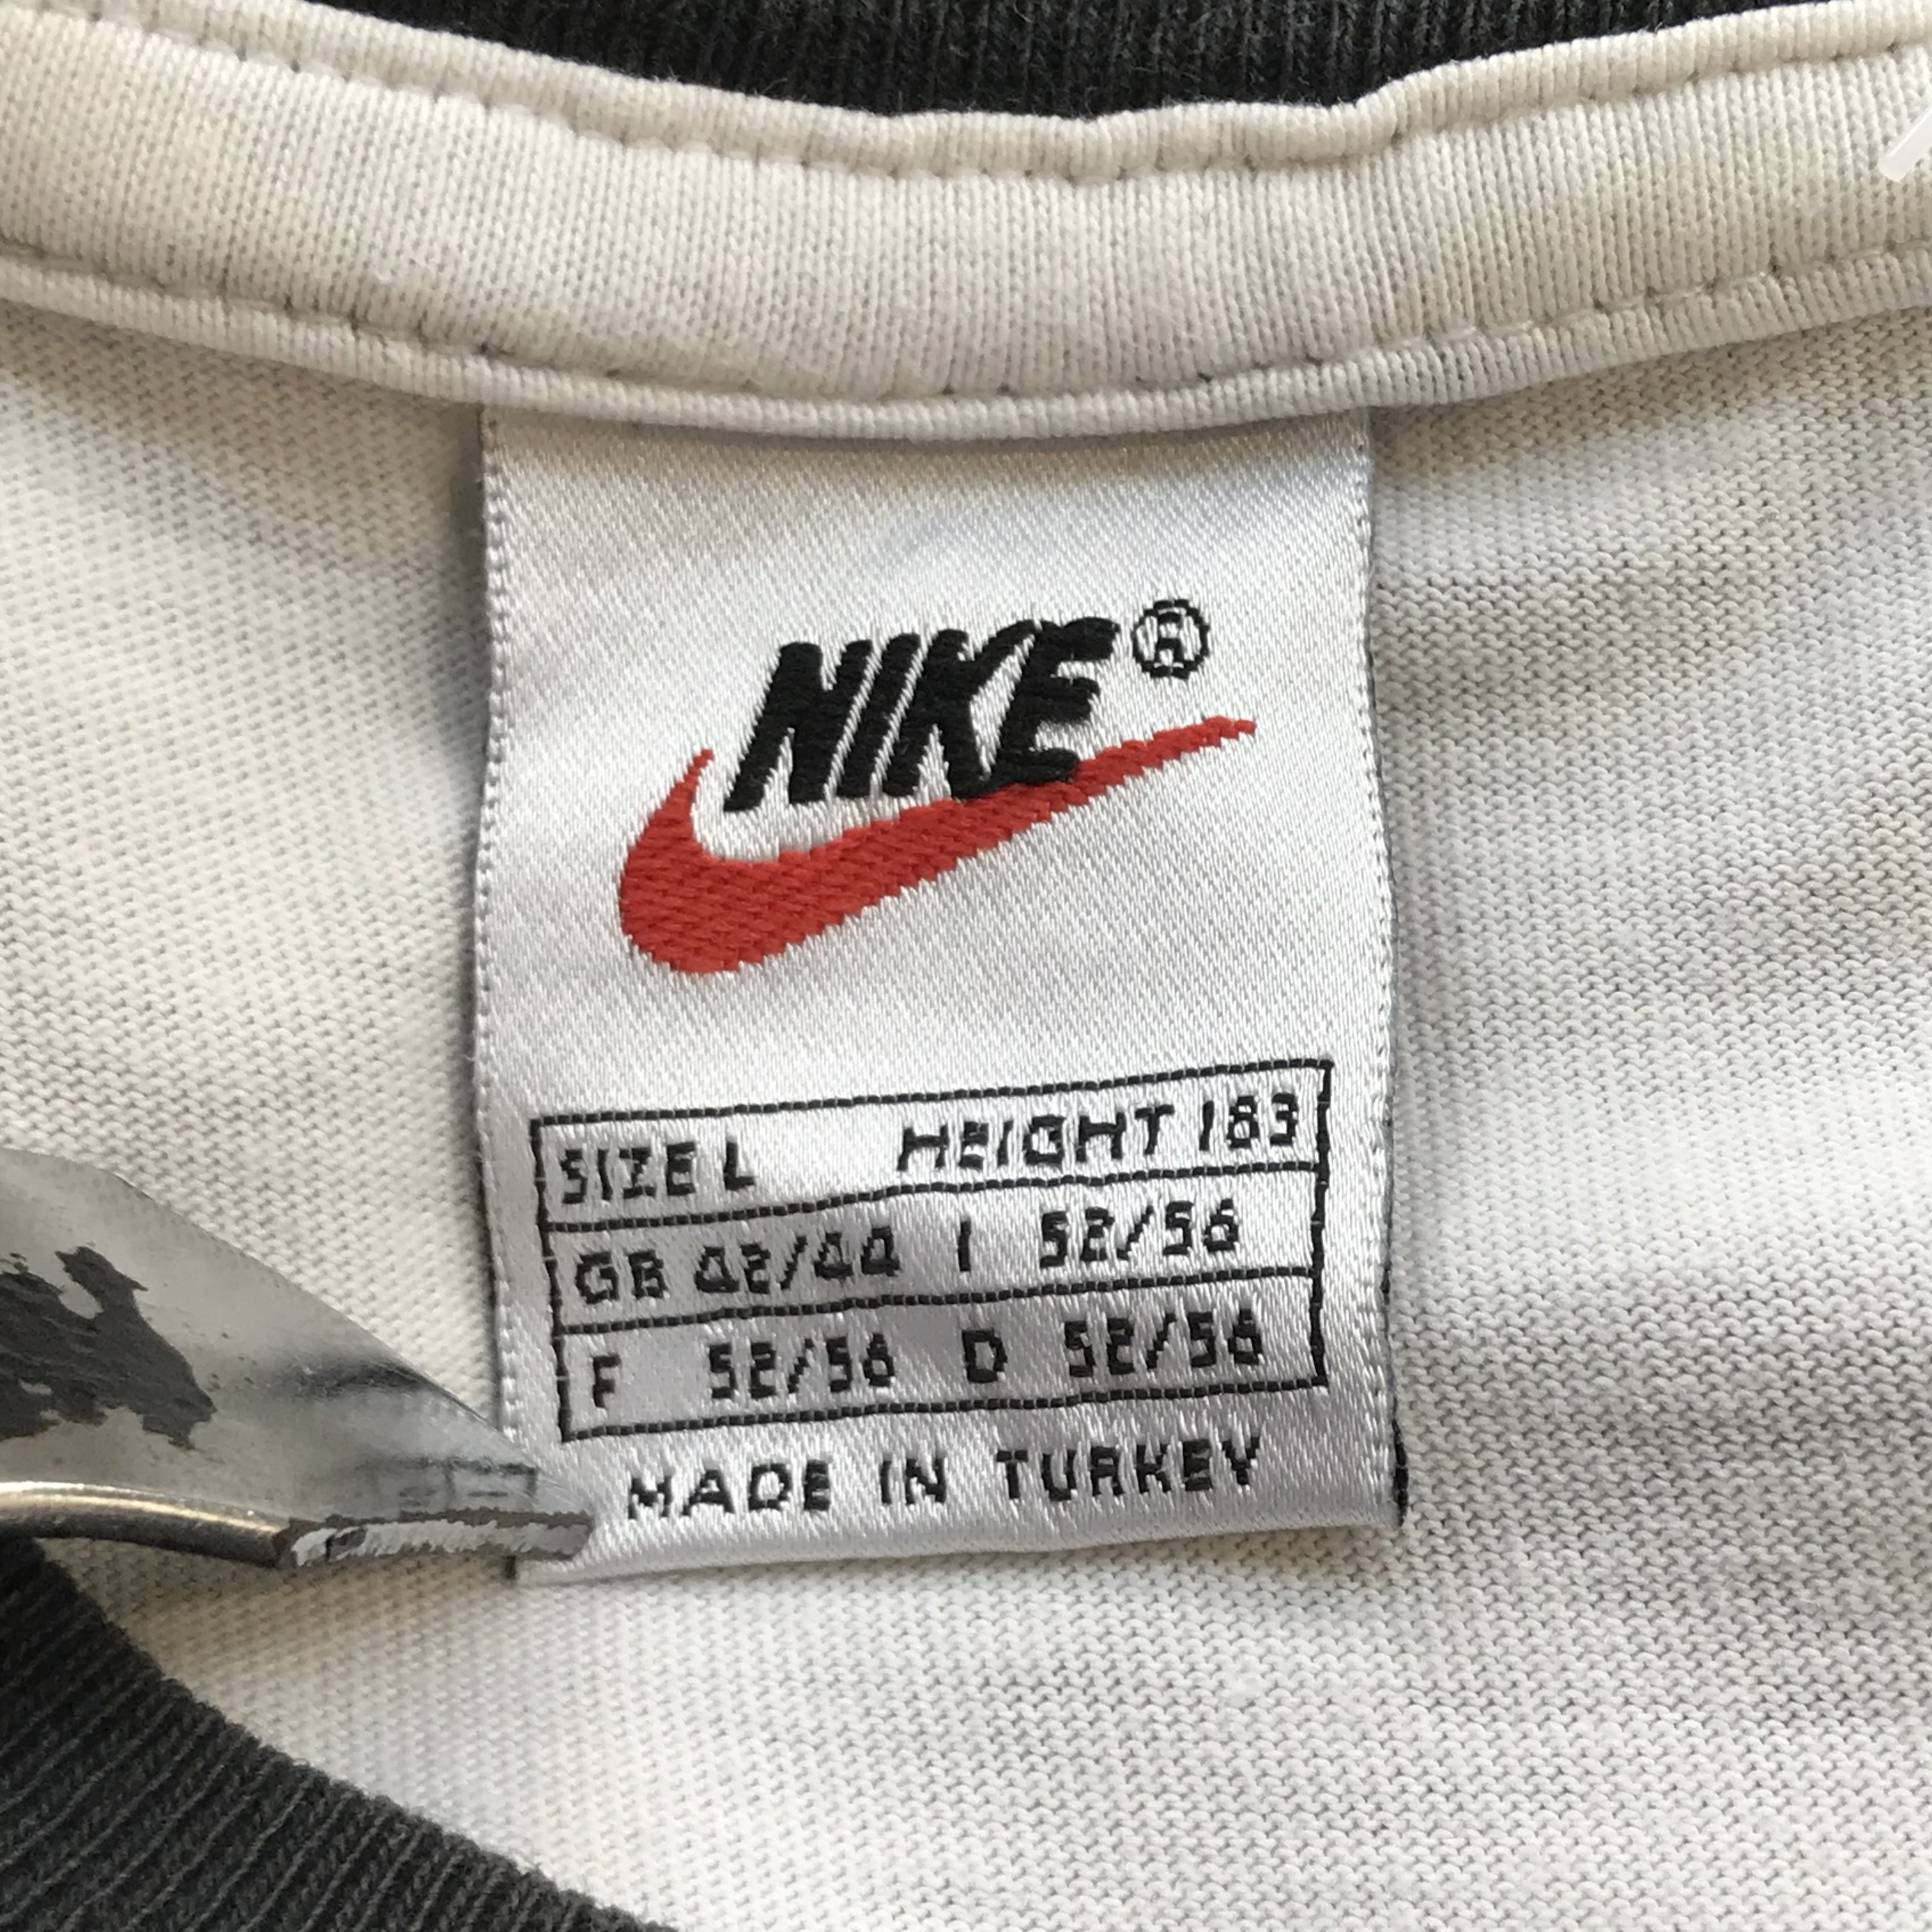 NIKE®
SIZE L HEIGHT 183
GB 42/44 I 52/56
F 52/56 D 52/56
MADE IN TURKEY